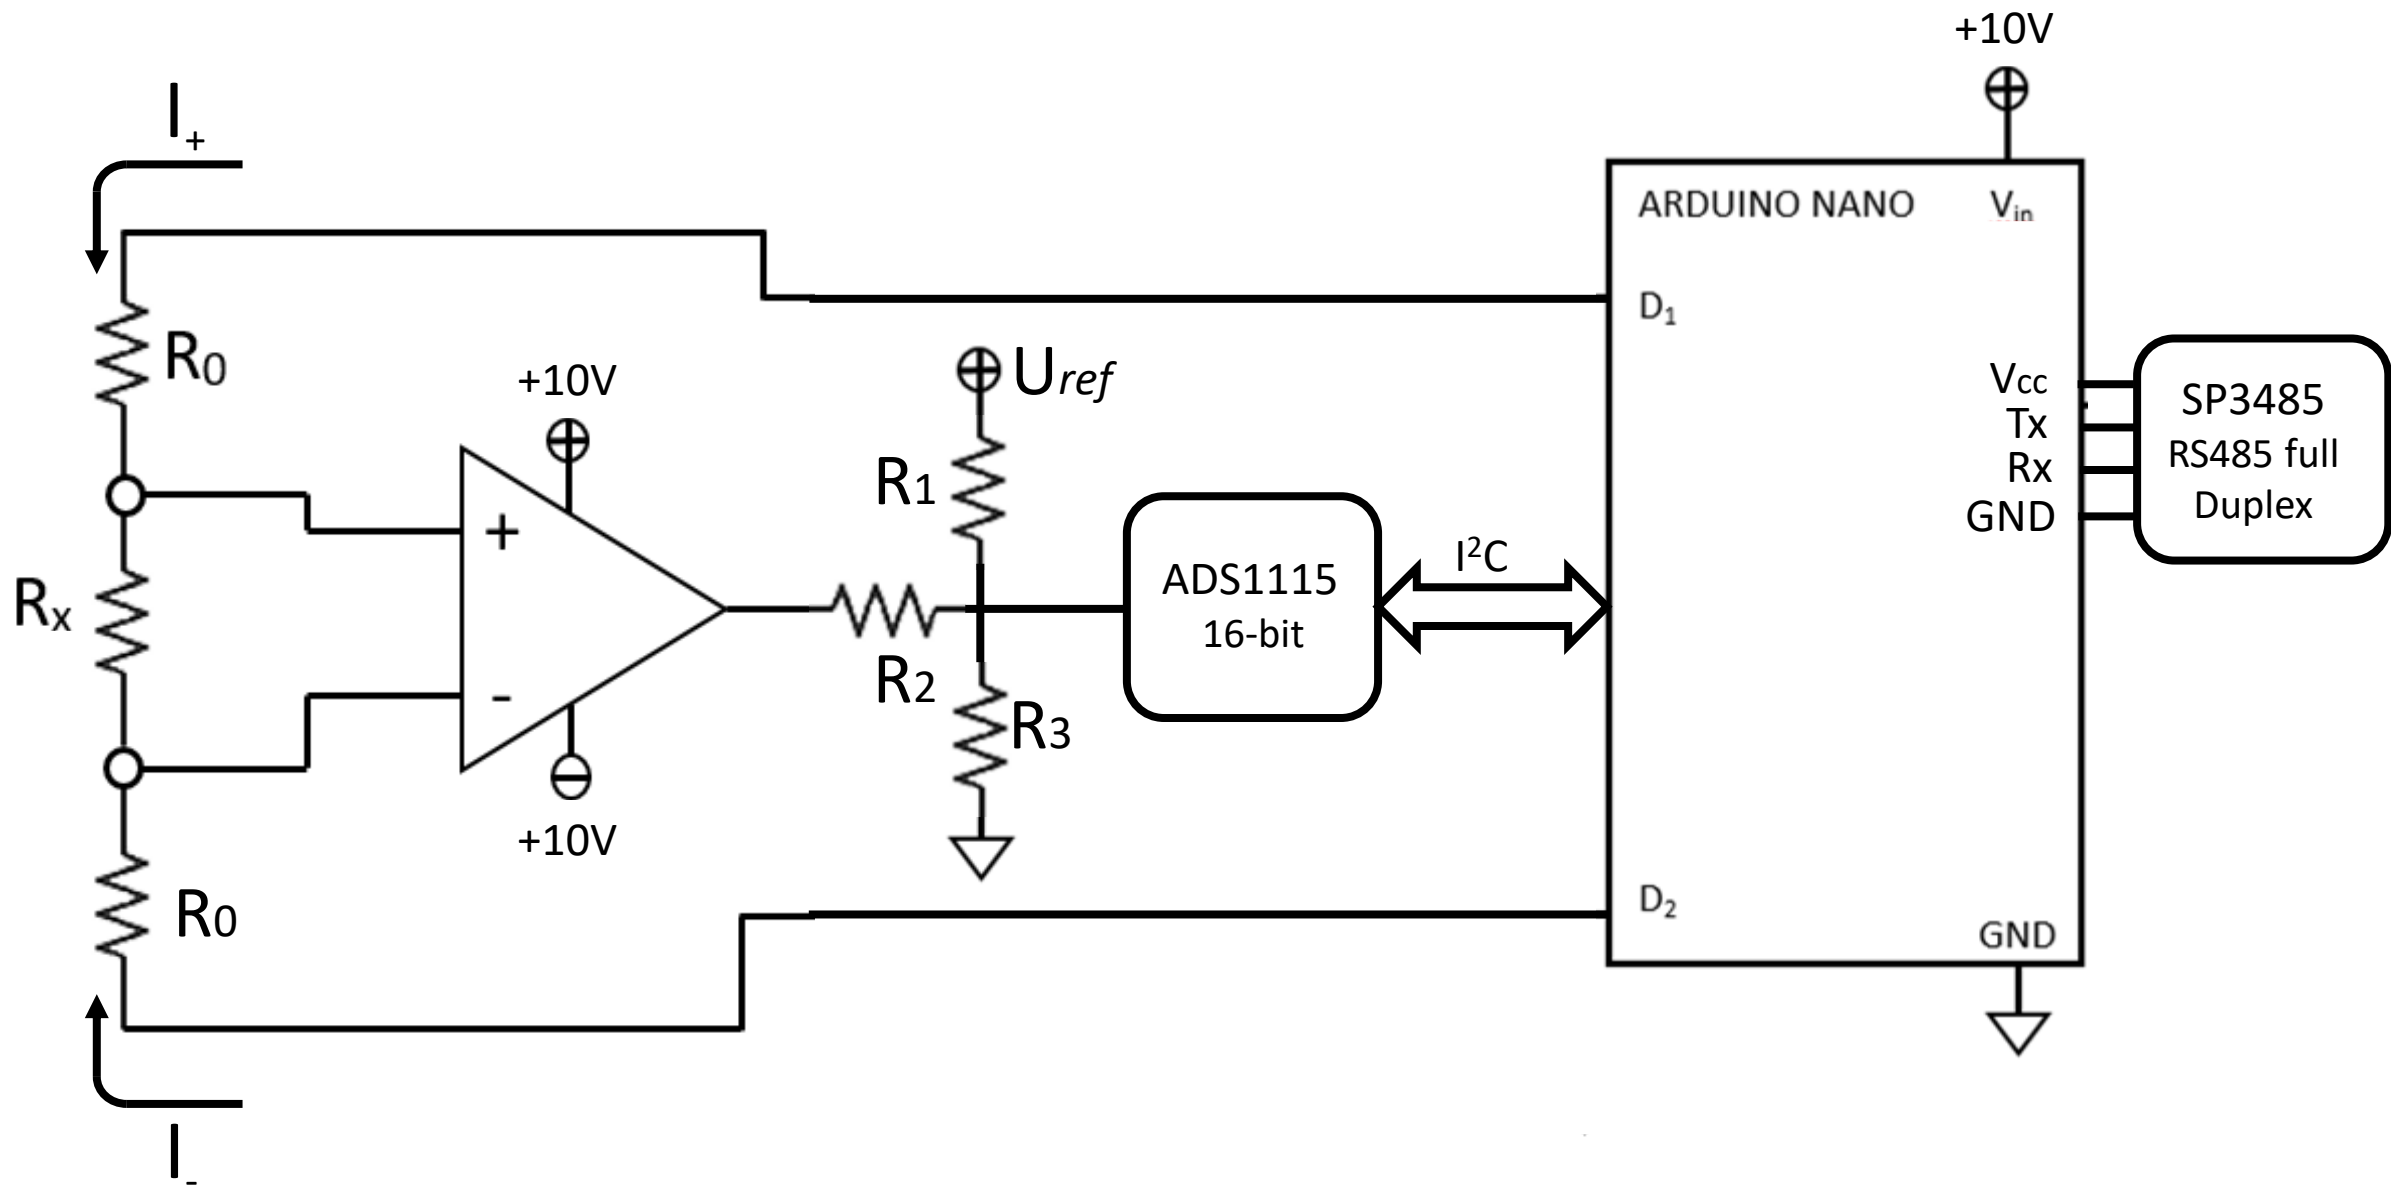 +10V
I+
ARDUINO NANO
Vin
D1
R0
Uref
+10V
Vcc
Tx
Rx
GND
SP3485
RS485 full
Duplex
R1
+
I2C
ADS1115
16-bit
Rx
R2
-
R3
+10V
R0
D2
GND
I-